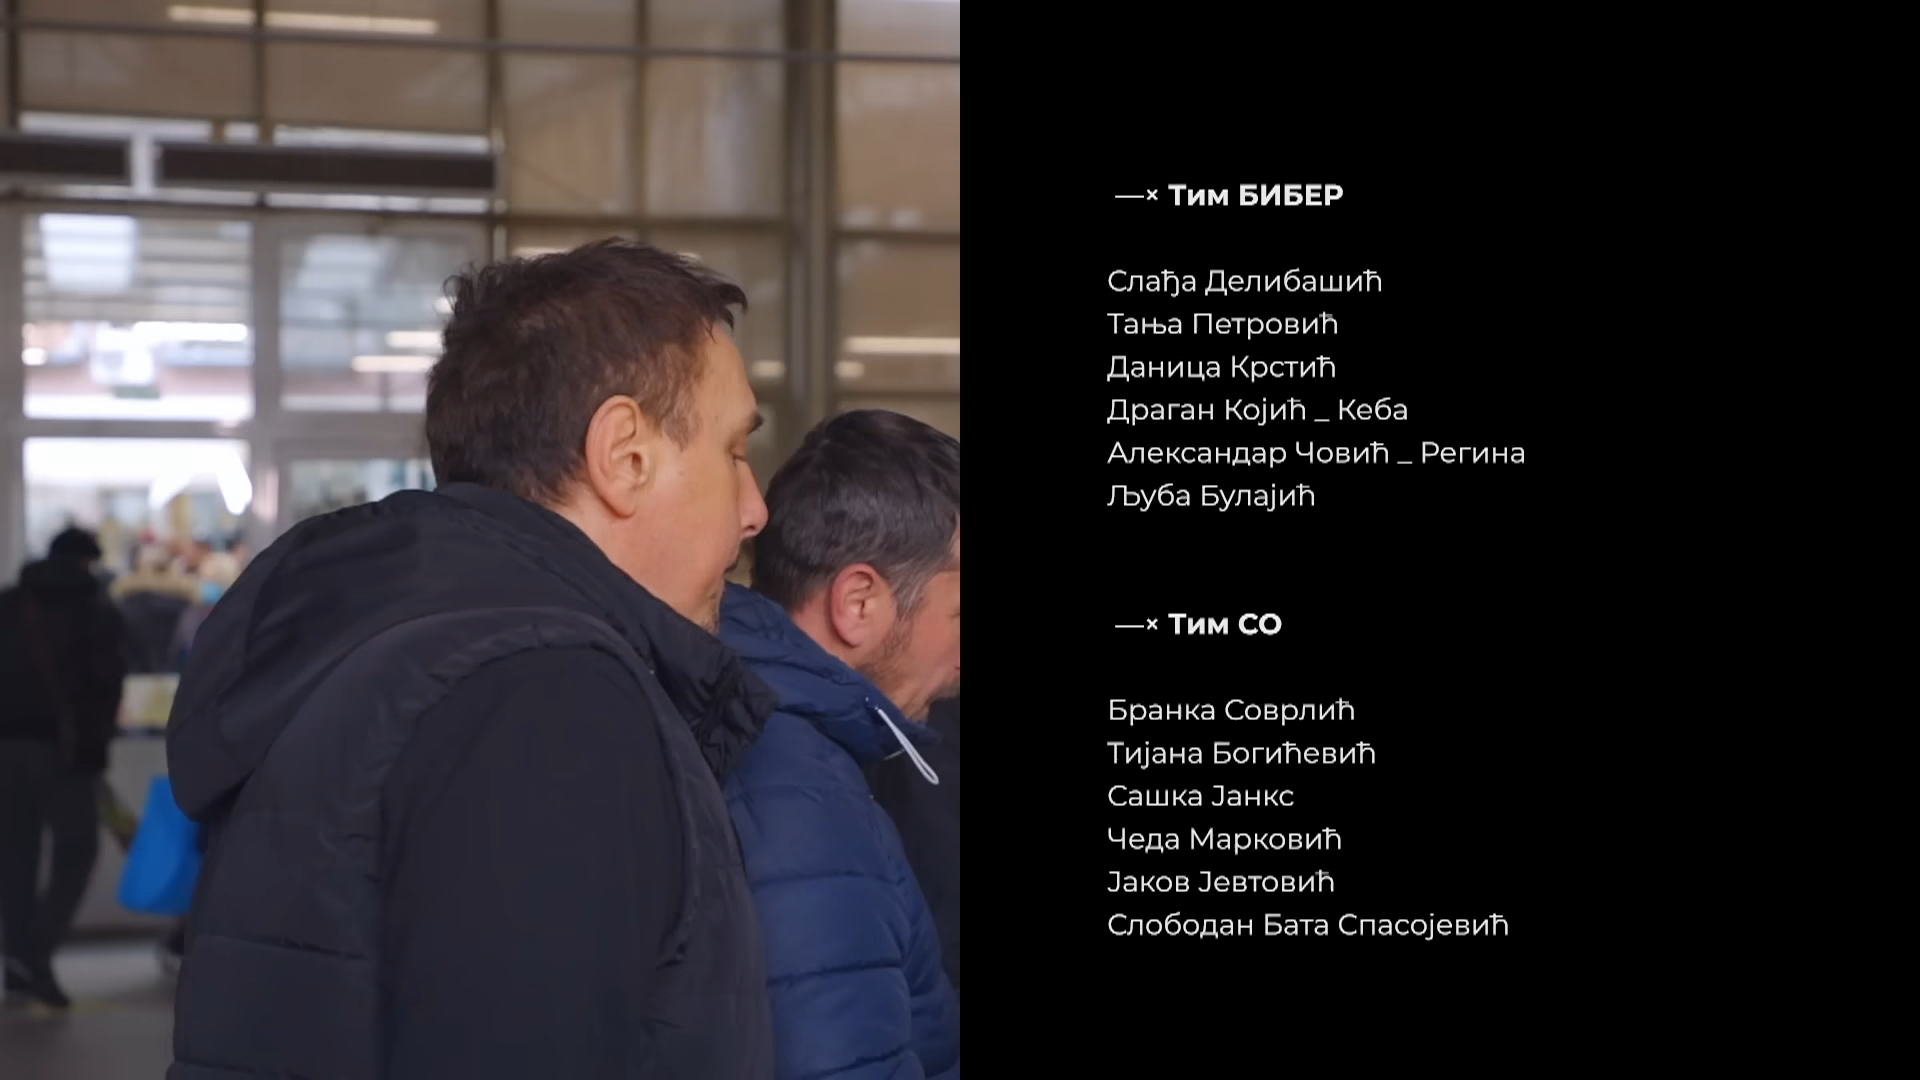 —× Тим БИБЕР
Слађа Делибашић
Тања Петровић
Даница Крстић
Драган Којић _ Кеба
Александар Човић _ Регина
Љуба Булајић
—× Тим СО
Бранка Соврлић
Тијана Богићевић
Сашка Јанкс
Чеда Марковић
Јаков Јевтовић
Слободан Бата Спасојевић